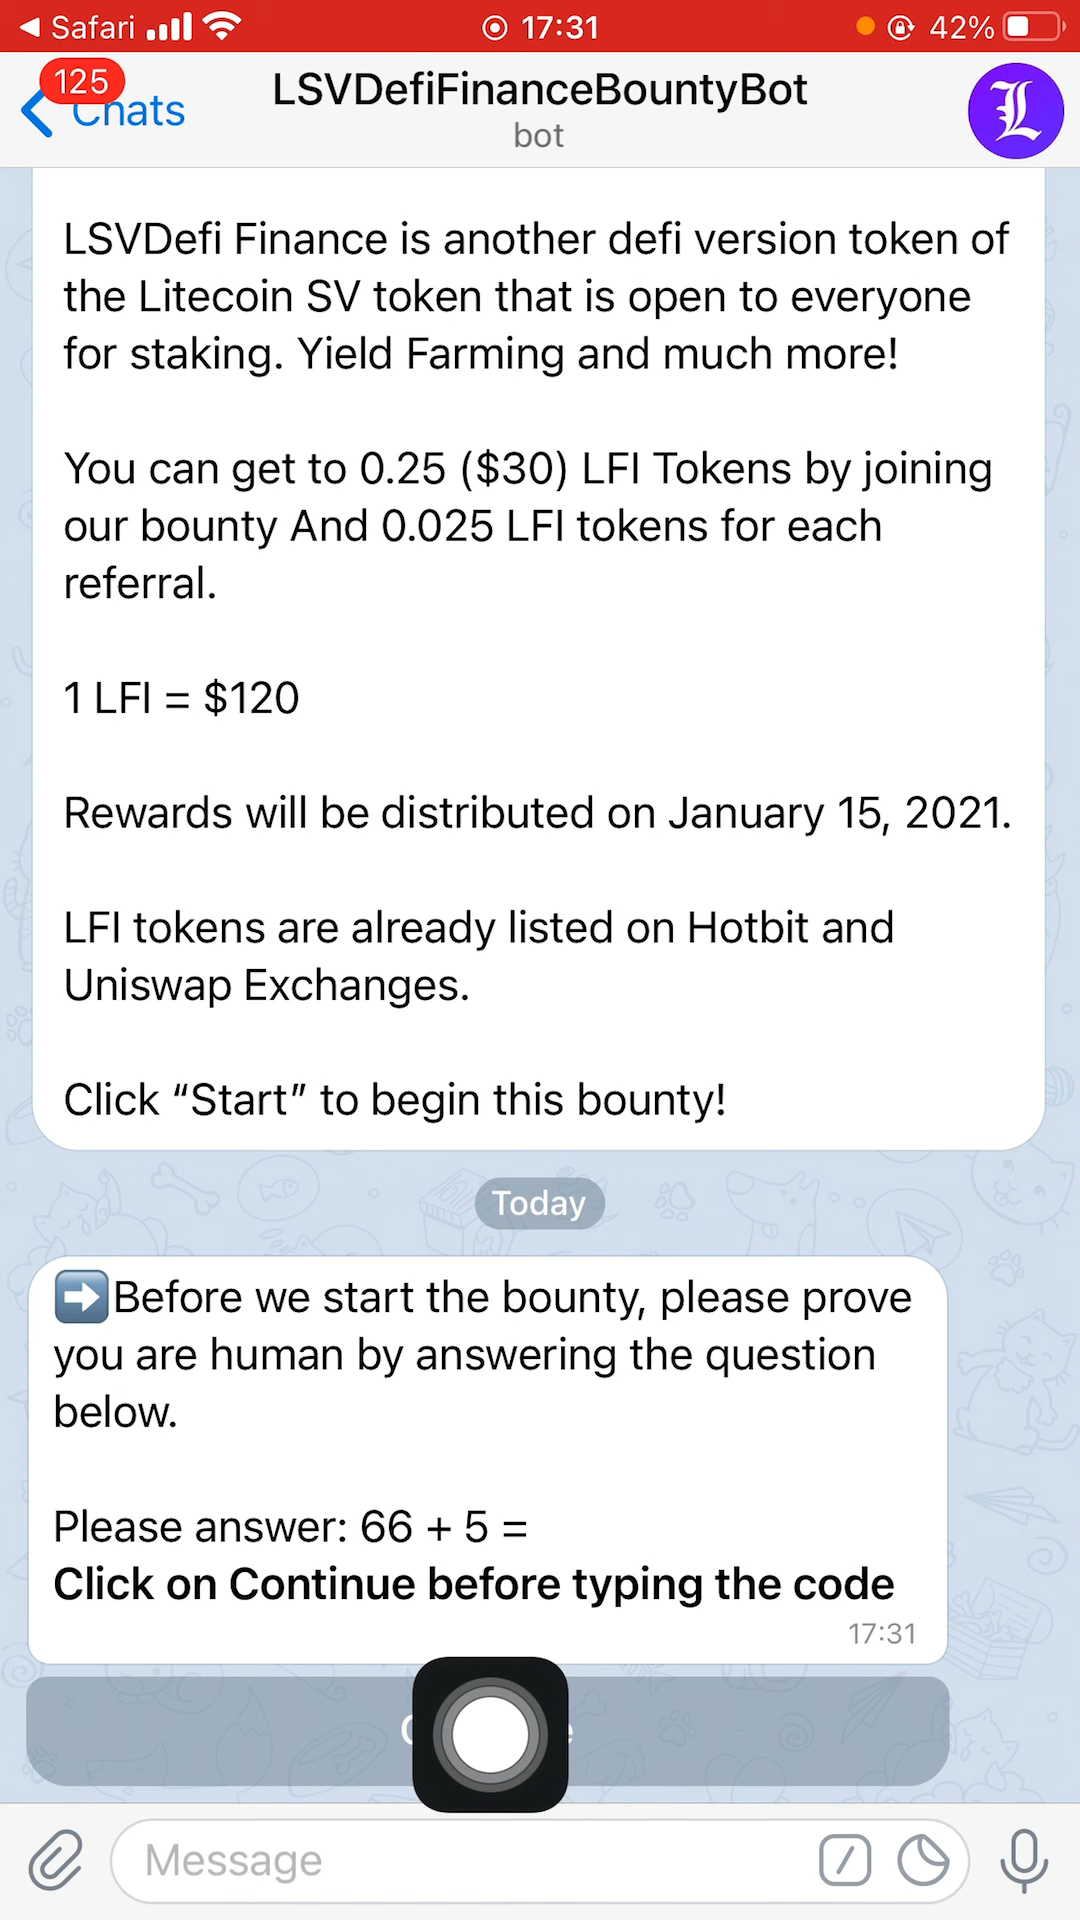 Safari 17:31 42%
125
Chats
LSVDefiFinanceBountyBot
bot
LSVDefi Finance is another defi version token of
the Litecoin SV token that is open to everyone
for staking. Yield Farming and much more!
You can get to 0.25 ($30) LFI Tokens by joining
our bounty And 0.025 LFI tokens for each
referral.
1 LFI = $120
Rewards will be distributed on January 15, 2021.
LFI tokens are already listed on Hotbit and
Uniswap Exchanges.
Click “Start” to begin this bounty!
Today
Before we start the bounty, please prove
you are human by answering the question
below.
Please answer: 66 + 5 =
Click on Continue before typing the code
17:31
Message